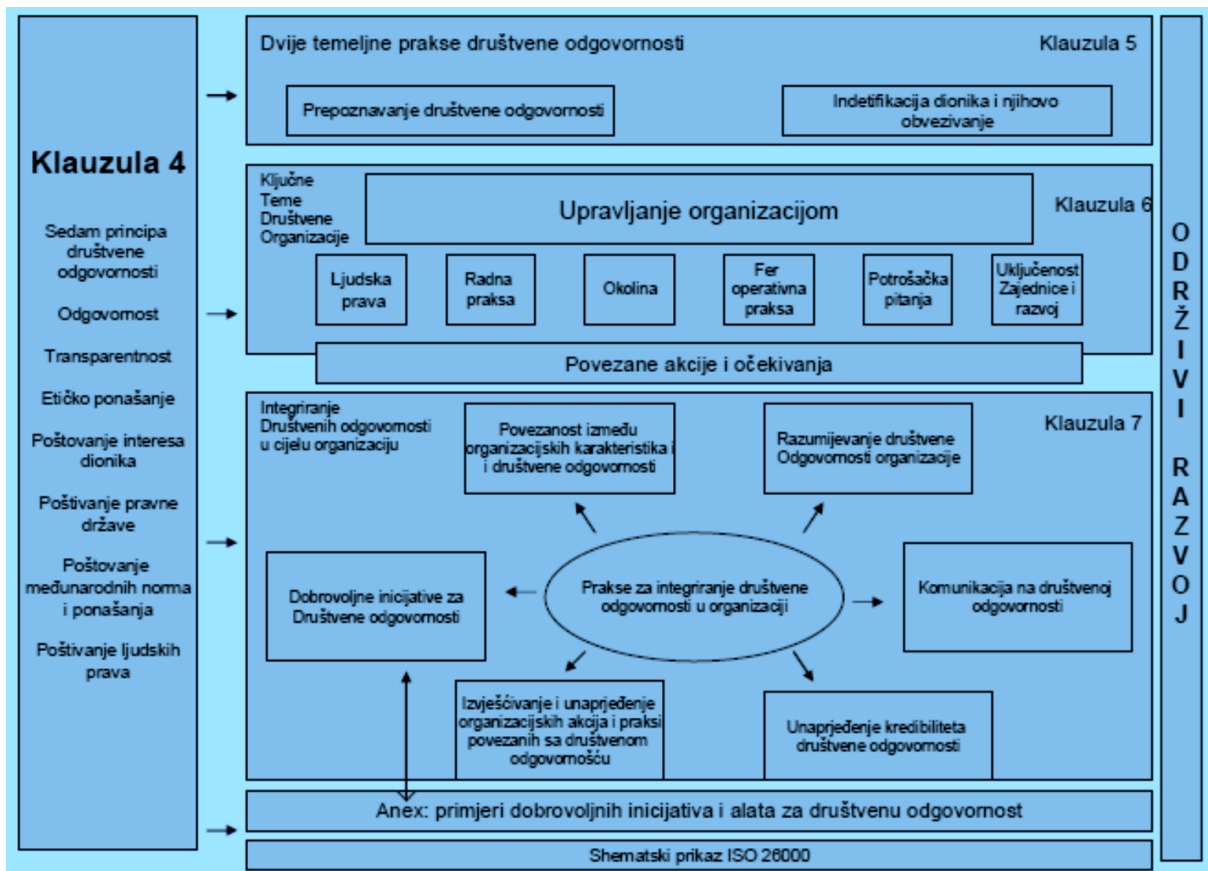 Klauzula 4
Sedam principa
društvene
odgovornosti
Odgovornost
Transparentnost
Etičko ponašanje
Poštovanje interesa
dionika
Poštivanje pravne
države
Poštovanje
međunarodnih norma
i ponašanja
Poštivanje ljudskih
prava
Dvije temeljne prakse društvene odgovornosti
Klauzula 5
Prepoznavanje društvene odgovornosti
Indetifikacija dionika i njihovo
obvezivanje
Ključne
Teme
Društvene
Organizacije
Upravljanje organizacijom
Klauzula 6
Ljudska
prava
Radna
praksa
Okolina
Fer
operativna
praksa
Potrošačka
pitanja
Uključenost
Zajednice i
razvoj
Povezane akcije i očekivanja
Integriranje
Društvenih odgovornosti
u cijelu organizaciju
Klauzula 7
Povezanost između
organizacijskih karakteristika i
i društvene odgovornosti
Razumijevanje društvene
Odgovornosti organizacije
Dobrovoljne inicijative za
Društvene odgovornosti
Prakse za integriranje društvene
odgovornosti u organizaciji
Komunikacija na društvenoj
odgovornosti
Izvješćivanje i unaprjeđenje
organizacijskih akcija i praksi
povezanih sa društvenom
odgovornošću
Unaprjeđenje kredibiliteta
društvene odgovornosti
Anex: primjeri dobrovoljnih inicijativa i alata za društvenu odgovornost
Shematski prikaz ISO 26000
ODRŽIVI RAZVOJ